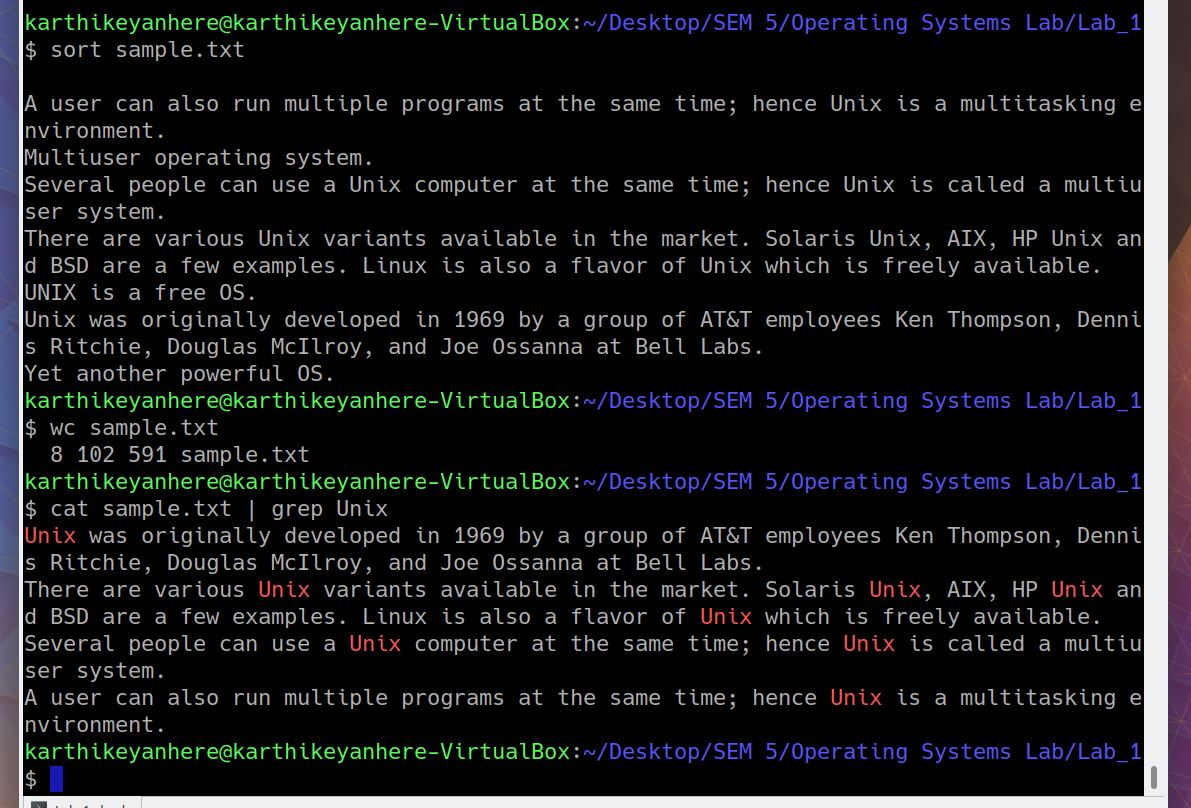 karthikeyanhere@karthikeyanhere-VirtualBox:~/Desktop/SEM 5/Operating Systems Lab/Lab_1
$ sort sample.txt
A user can also run multiple programs at the same time; hence Unix is a multitasking e
nvironment.
Multiuser operating system.
Several people can use a Unix computer at the same time; hence Unix is called a multiu
ser system.
There are various Unix variants available in the market. Solaris Unix, AIX, HP Unix an
d BSD are a few examples. Linux is also a flavor of Unix which is freely available.
UNIX is a free OS.
Unix was originally developed in 1969 by a group of AT&T employees Ken Thompson, Denni
s Ritchie, Douglas McIlroy, and Joe Ossanna at Bell Labs.
Yet another powerful OS.
karthikeyanhere@karthikeyanhere-VirtualBox:~/Desktop/SEM 5/Operating Systems Lab/Lab_1
$ wc sample.txt
8 102 591 sample.txt
karthikeyanhere@karthikeyanhere-VirtualBox:~/Desktop/SEM 5/Operating Systems Lab/Lab_1
$ cat sample.txt | grep Unix
Unix was originally developed in 1969 by a group of AT&T employees Ken Thompson, Denni
s Ritchie, Douglas McIlroy, and Joe Ossanna at Bell Labs.
There are various Unix variants available in the market. Solaris Unix, AIX, HP Unix an
d BSD are a few examples. Linux is also a flavor of Unix which is freely available.
Several people can use a Unix computer at the same time; hence Unix is called a multiu
ser system.
A user can also run multiple programs at the same time; hence Unix is a multitasking e
nvironment.
karthikeyanhere@karthikeyanhere-VirtualBox:~/Desktop/SEM 5/Operating Systems Lab/Lab_1
$